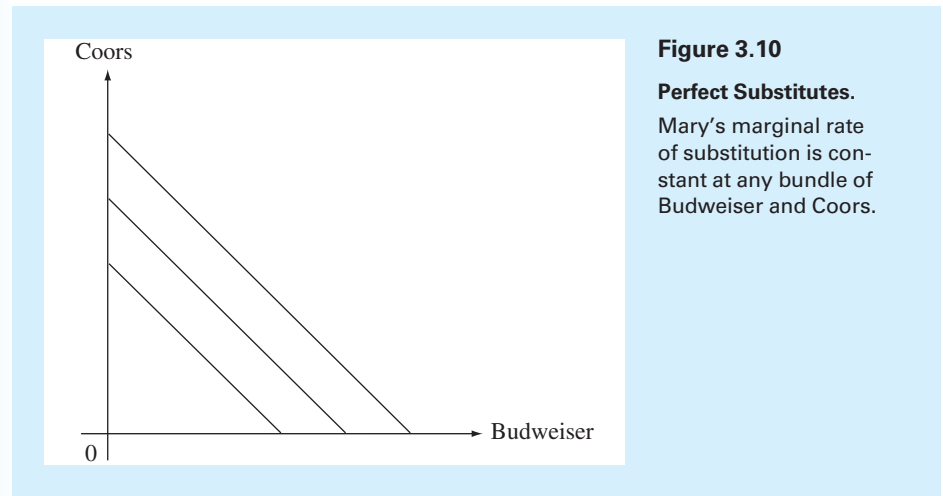 Coors
Budweiser
0
Figure 3.10
Perfect Substitutes.
Mary's marginal rate
of substitution is con-
stant at any bundle of
Budweiser and Coors.